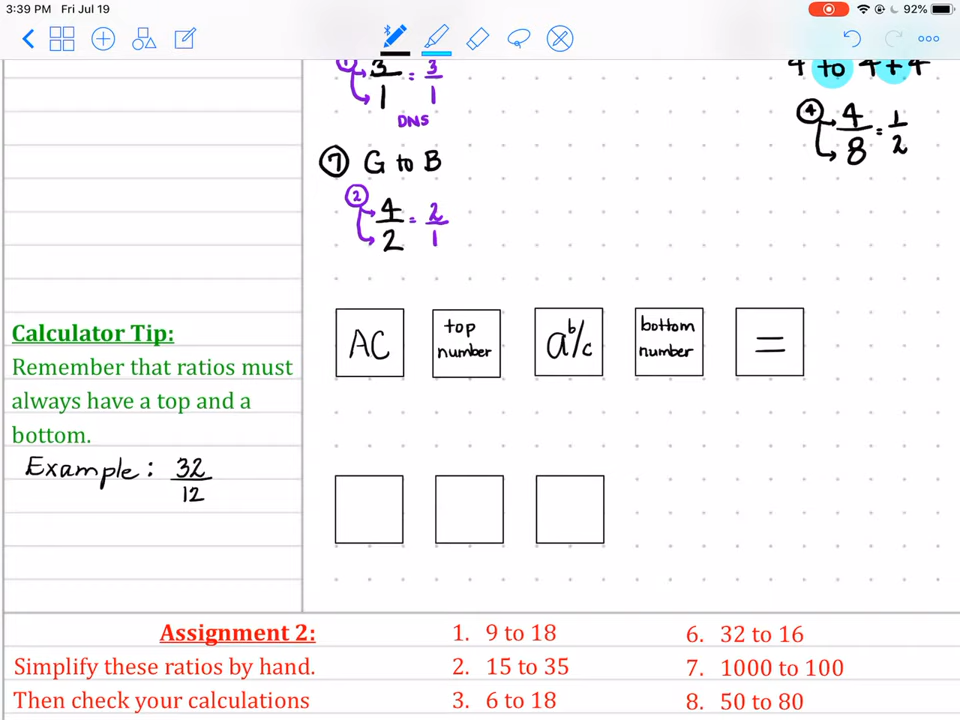 3:39 PM Fri Jul 19
92%
① 3/1 = 3/1
DNS
4 to 4 + 4
④ 4/8 = 1/2
⑦ G to B
② 4/2 = 2/1
AC
top number
a b/c
bottom number
=
Calculator Tip:
Remember that ratios must
always have a top and a
bottom.
Example: 32/12
Assignment 2:
Simplify these ratios by hand.
Then check your calculations
1. 9 to 18
2. 15 to 35
3. 6 to 18
6. 32 to 16
7. 1000 to 100
8. 50 to 80